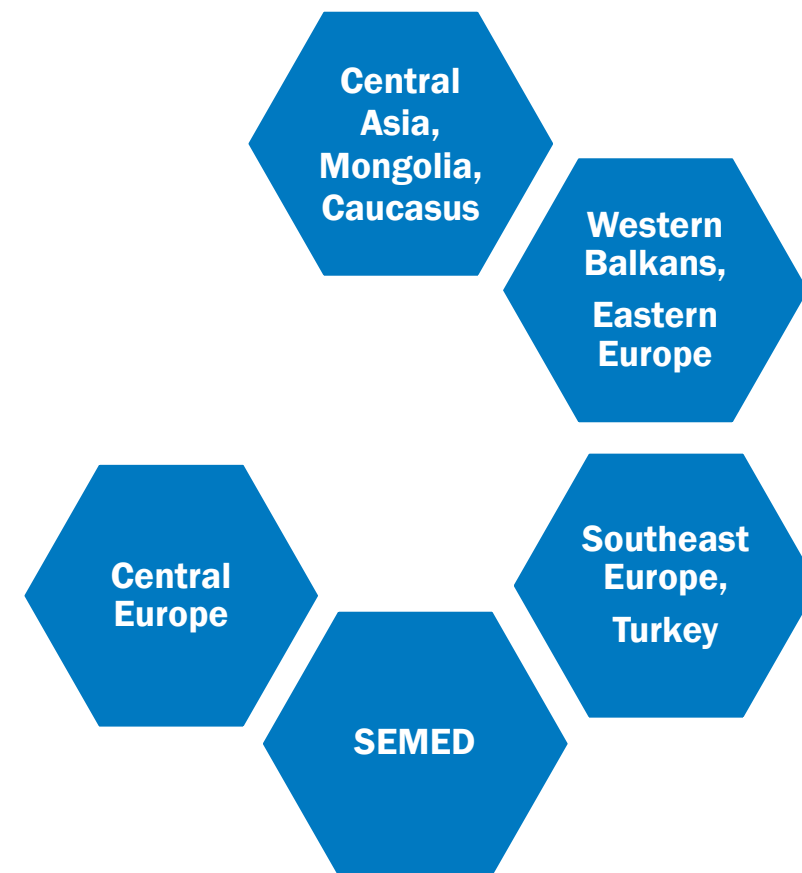 Central
Asia,
Mongolia,
Caucasus
Western
Balkans,
Eastern
Europe
Southeast
Europe,
Turkey
Central
Europe
SEMED